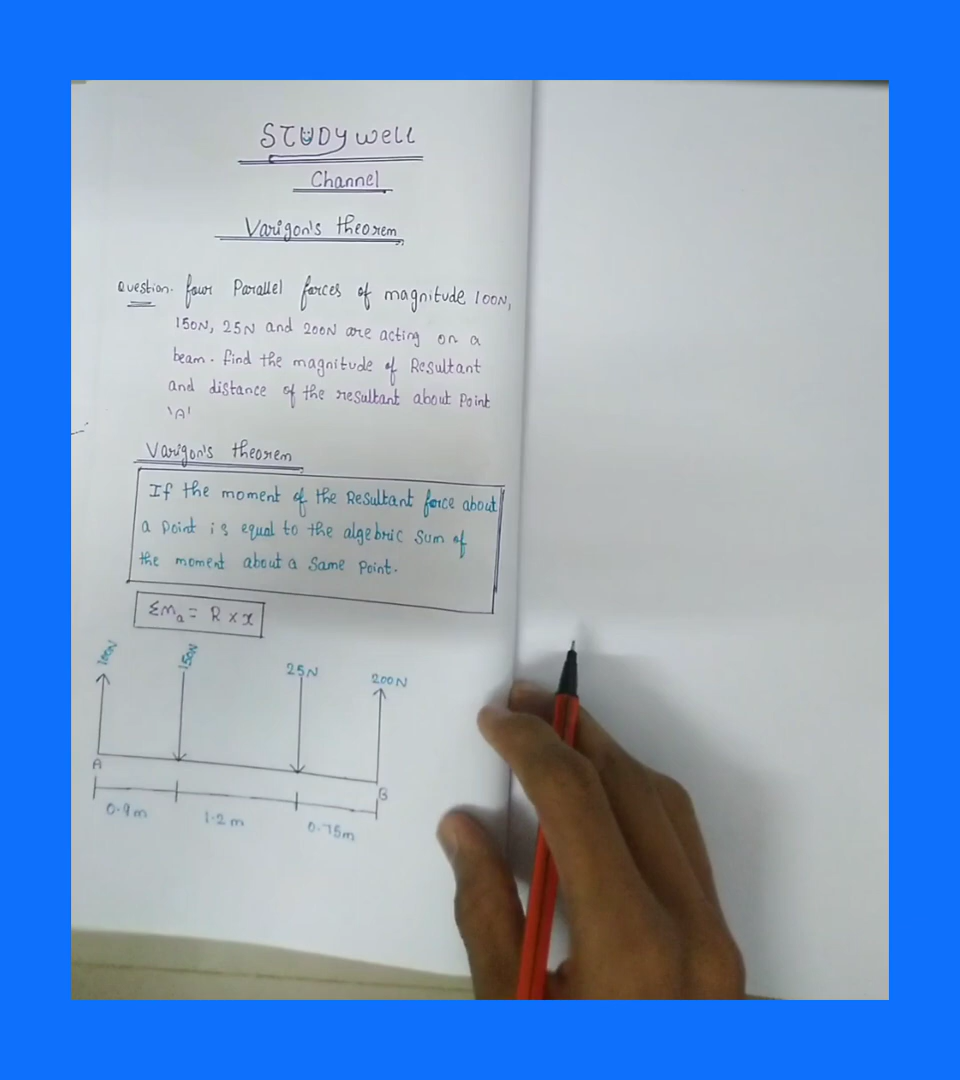 STUDY well
Channel
Varigon's theorem
Question. four Parallel forces of magnitude 100N,
150N, 25N and 200N are acting on a
beam. find the magnitude of Resultant
and distance of the resultant about Point
'A'
Varigon's theorem
If the moment of the Resultant force about
a point is equal to the algebric sum of
the moment about a Same Point.
Σma = R × x
100N 150N 25N 200N
A B
0.9m 1.2m 0.75m